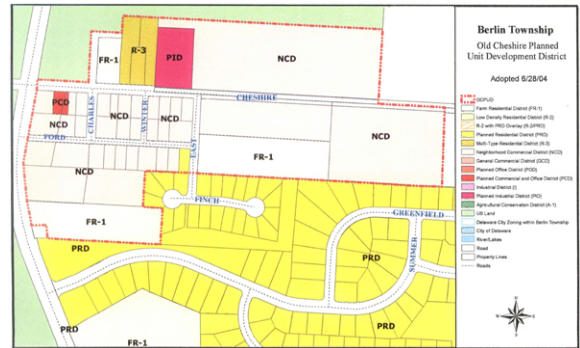 FR-1
R-3
PID
NCD
CHESHIRE
PCD
NCD
CHARLES
NCD
WINTER
NCD
NCD
FORD
EAST
FR-1
NCD
FINCH
FR-1
GREENFIELD
SUMMER
PRD
PRD
PRD
PRD
FR-1
Berlin Township
Old Cheshire Planned
Unit Development District
Adopted 6/28/04
OCPUD
Farm Residential District (FR-1)
Low Density Residential District (R-2)
R-2 with PRD Overlay (R-2/PRD)
Planned Residential District (PRD)
Multi-Type Residential District (R-3)
Neighborhood Commercial District (NCD)
General Commercial District (GCD)
Planned Office District (POD)
Planned Commercial and Office District (PCD)
Industrial District (I)
Planned Industrial District (PID)
Agricultural Conservation District (A-1)
US Land
Delaware City Zoning within Berlin Township
City of Delaware
River/Lakes
Road
Property Lines
Roads
N
W
E
S